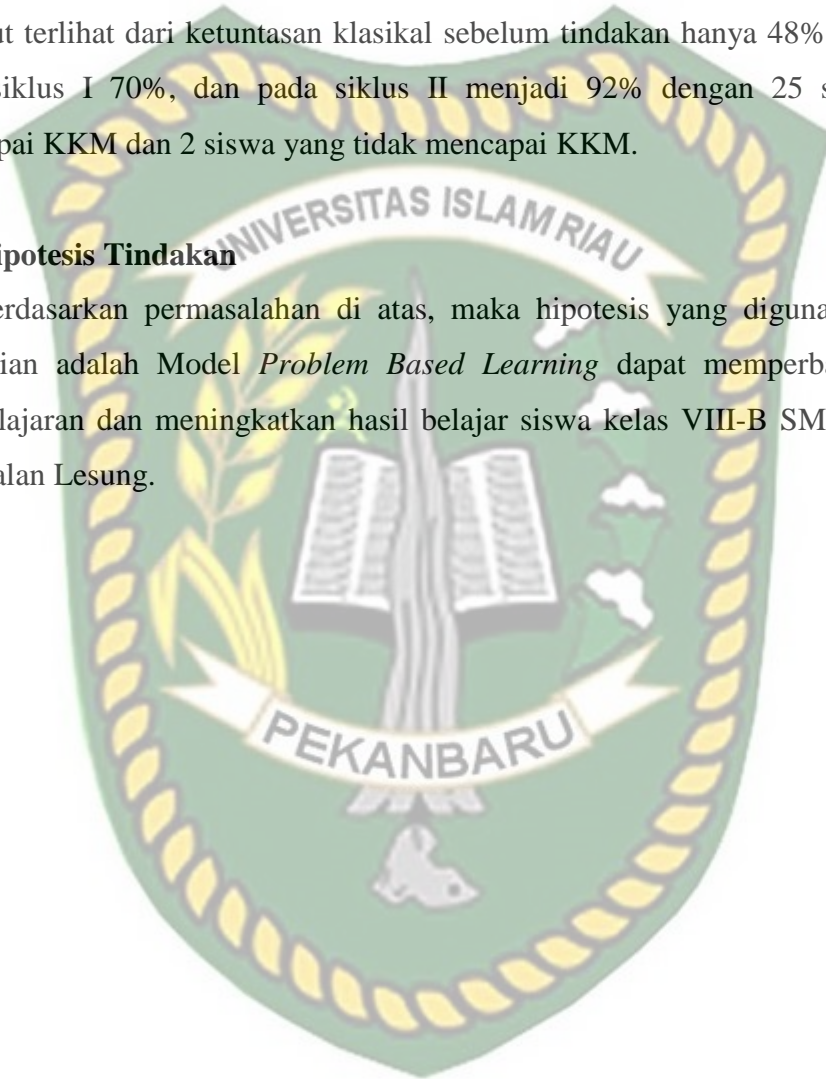 ut terlihat dari ketuntasan klasikal sebelum tindakan hanya 48%
siklus I 70%, dan pada siklus II menjadi 92% dengan 25 s
pai KKM dan 2 siswa yang tidak mencapai KKM.
UNIVERSITAS ISLAM RIAU
ipotesis Tindakan
erdasarkan permasalahan di atas, maka hipotesis yang diguna
ian adalah Model Problem Based Learning dapat memperba
lajaran dan meningkatkan hasil belajar siswa kelas VIII-B SM
alan Lesung.
PEKANBARU